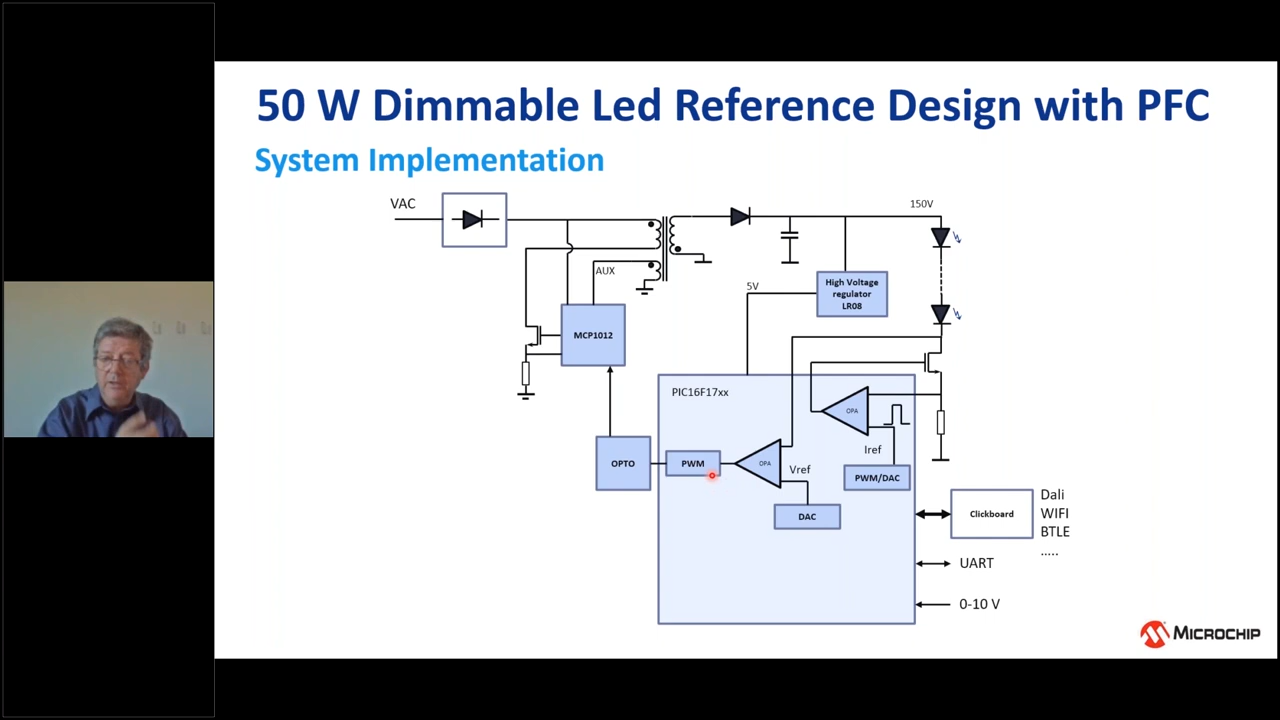 50 W Dimmable Led Reference Design with PFC
System Implementation
VAC
150V
AUX
5V
High Voltage
regulator
LR08
MCP1012
PIC16F17xx
OPA
Iref
OPTO
PWM
OPA
Vref
PWM/DAC
DAC
Clickboard
Dali
WIFI
BTLE
.....
UART
0-10 V
MICROCHIP